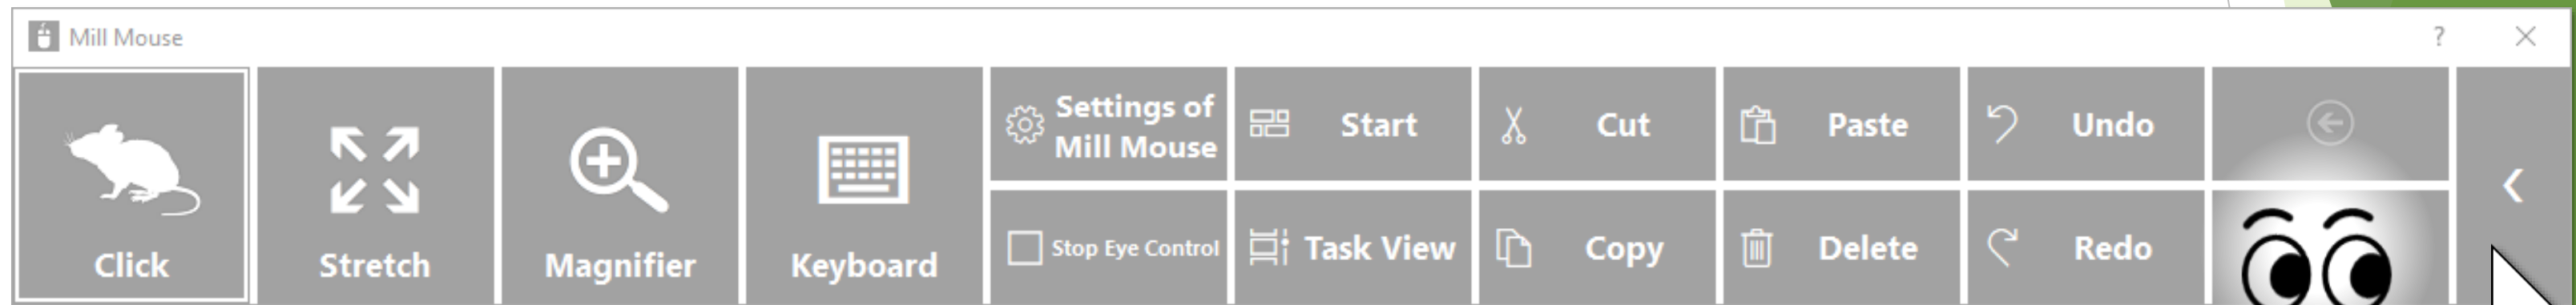 Mill Mouse
?
Click
Stretch
Magnifier
Keyboard
Settings of
Mill Mouse
Stop Eye Control
Start
Task View
Cut
Copy
Paste
Delete
Undo
Redo